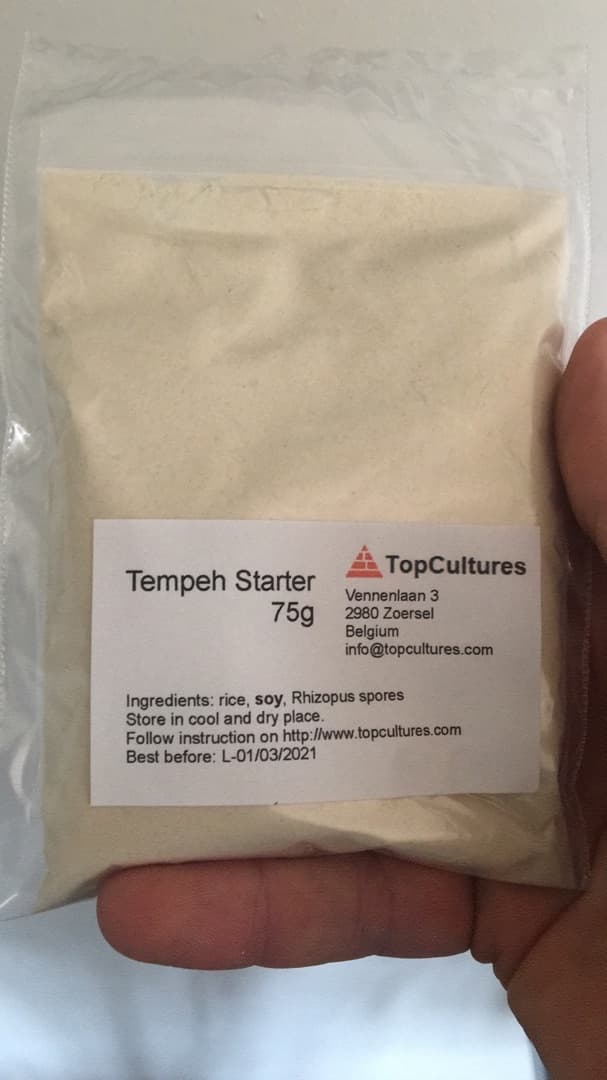 Tempeh Starter
75g
TopCultures
Vennenlaan 3
2980 Zoersel
Belgium
info@topcultures.com
Ingredients: rice, soy, Rhizopus spores
Store in cool and dry place.
Follow instruction on http://www.topcultures.com
Best before: L-01/03/2021